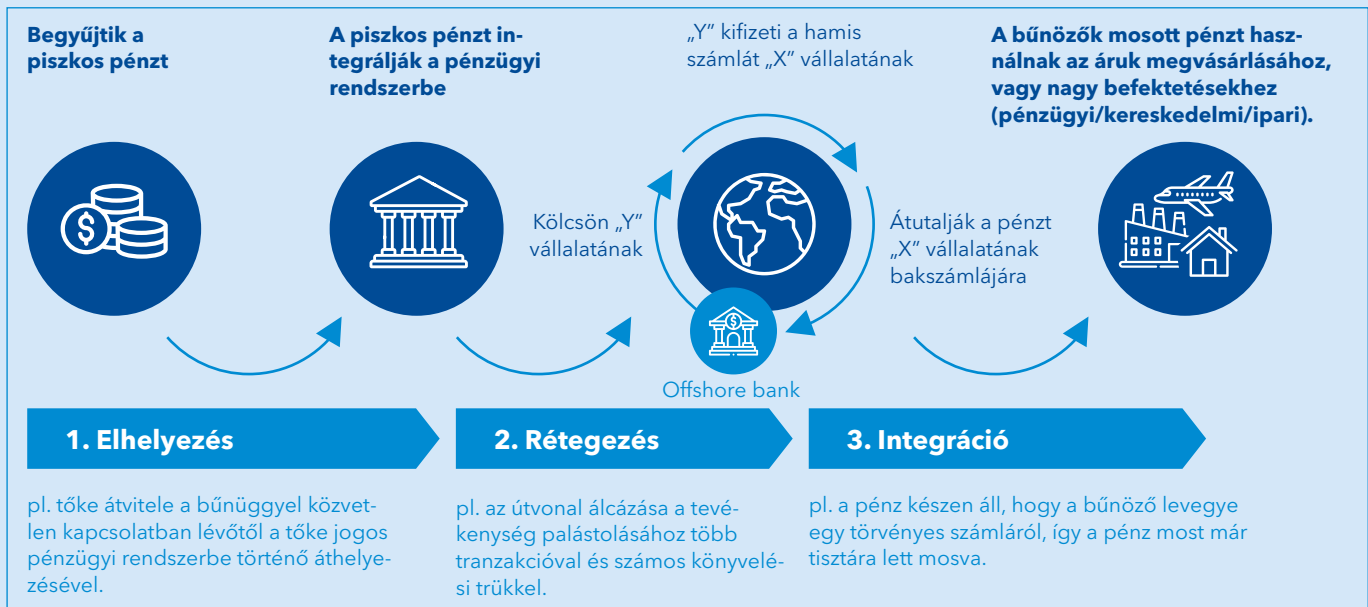 Begyűjtik a
piszkos pénzt
A piszkos pénzt in-
tegrálják a pénzügyi
rendszerbe
„Y” kifizeti a hamis
számlát „X” vállalatának
A bűnözők mosott pénzt hasz-
nálnak az áruk megvásárlásához,
vagy nagy befektetésekhez
(pénzügyi/kereskedelmi/ipari).
$
Kölcsön „Y”
vállalatának
Átutalják a pénzt
„X” vállalatának
bakszámlájára
$
Offshore bank
1. Elhelyezés
2. Rétegezés
3. Integráció
pl. tőke átvitele a bűnüggyel közvet-
len kapcsolatban lévőtől a tőke jogos
pénzügyi rendszerbe történő áthelye-
zésével.
pl. az útvonal álcázása a tevé-
kenység palástolásához több
tranzakcióval és számos könyvelé-
si trükkel.
pl. a pénz készen áll, hogy a bűnöző levegye
egy törvényes számláról, így a pénz most már
tisztára lett mosva.